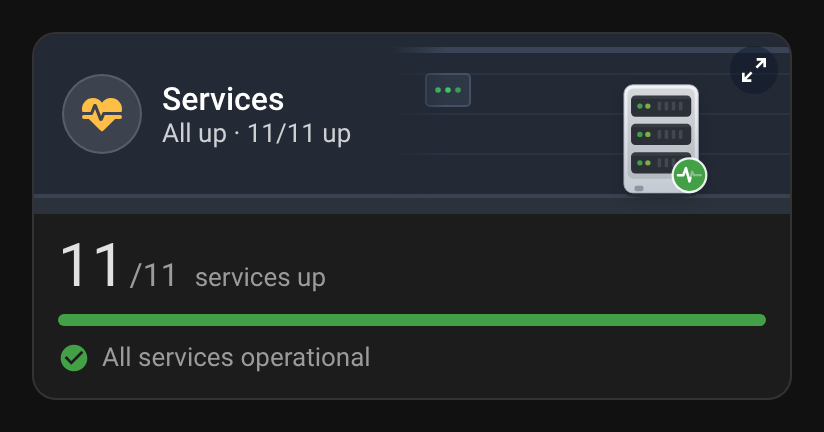 Services
All up · 11/11 up
11/11 services up
All services operational